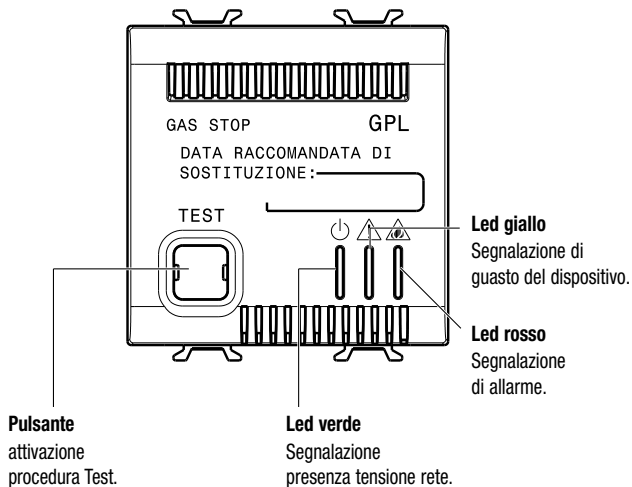 GAS STOP GPL
DATA RACCOMANDATA DI
SOSTITUZIONE:
TEST
Led giallo
Segnalazione di
guasto del dispositivo.
Led rosso
Segnalazione
di allarme.
Pulsante
attivazione
procedura Test.
Led verde
Segnalazione
presenza tensione rete.